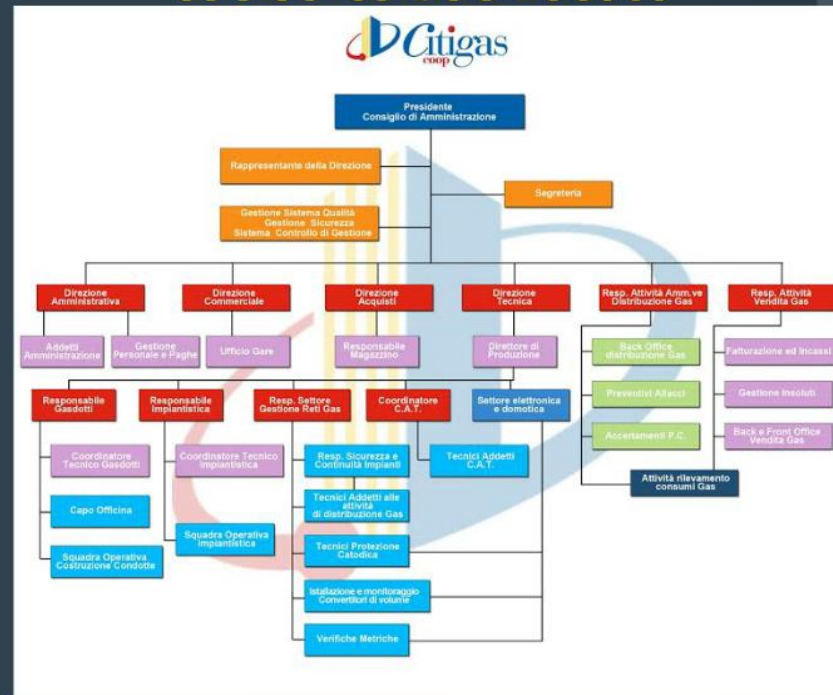 Citigas
coop
Presidente
Consiglio di Amministrazione
Rappresentante della Direzione
Segreteria
Gestione Sistema Qualità
Gestione Sicurezza
Sistema Controllo di Gestione
Direzione
Amministrativa
Direzione
Commerciale
Direzione
Acquisti
Direzione
Tecnica
Resp. Attività Amm.ve
Distribuzione Gas
Resp. Attività
Vendita Gas
Addetti
Amministrazione
Gestione
Personale e Paghe
Ufficio Gare
Responsabile
Magazzino
Direttore di
Produzione
Back Office
distribuzione Gas
Fatturazione ed Incassi
Preventivi Allacci
Gestione Insoluti
Accertamenti P.C.
Back e Front Office
Vendita Gas
Attività rilevamento
consumi Gas
Responsabile
Gasdotti
Responsabile
Impiantistica
Resp. Settore
Gestione Reti Gas
Coordinatore
C.A.T.
Settore elettronica
e domotica
Coordinatore
Tecnico Gasdotti
Coordinatore Tecnico
Impiantistica
Resp. Sicurezza e
Continuità Impianti
Tecnici Addetti
C.A.T.
Capo Officina
Squadra Operativa
Impiantistica
Tecnici Addetti alle
attività
di distribuzione Gas
Squadra Operativa
Costruzione Condotte
Tecnici Protezione
Catodica
Istallazione e monitoraggio
Convertitori di volume
Verifiche Metriche